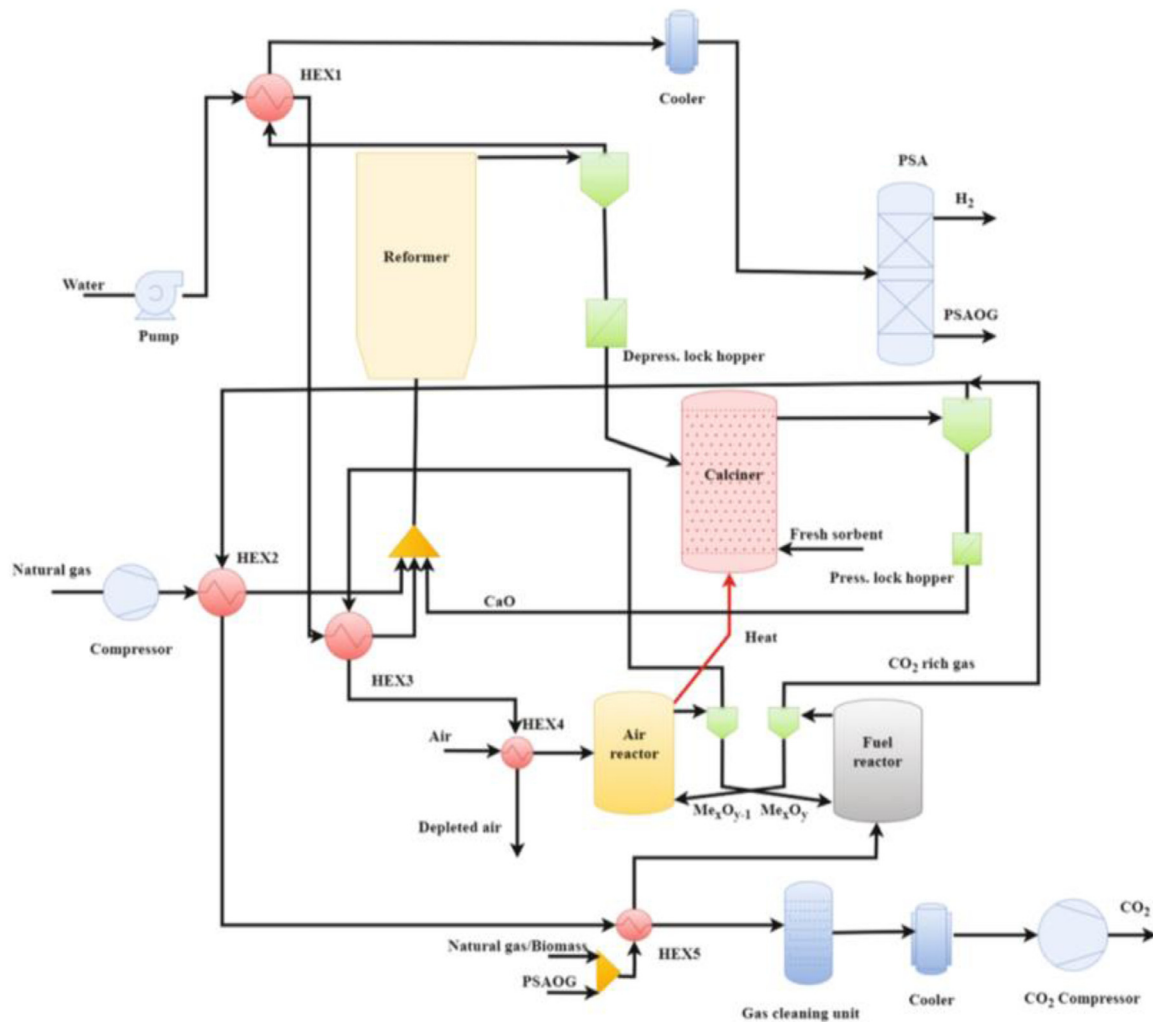 HEX1
Cooler
PSA
H₂
Reformer
Water
Pump
PSAOG
Depress. lock hopper
Calciner
Fresh sorbent
HEX2
Natural gas
Press. lock hopper
CaO
Compressor
Heat
CO₂ rich gas
HEX3
HEX4
Air
Air
reactor
Fuel
reactor
MeₓOᵧ₋₁
MeₓOᵧ
Depleted air
CO₂
Natural gas/Biomass
HEX5
PSAOG
Gas cleaning unit
Cooler
CO₂ Compressor